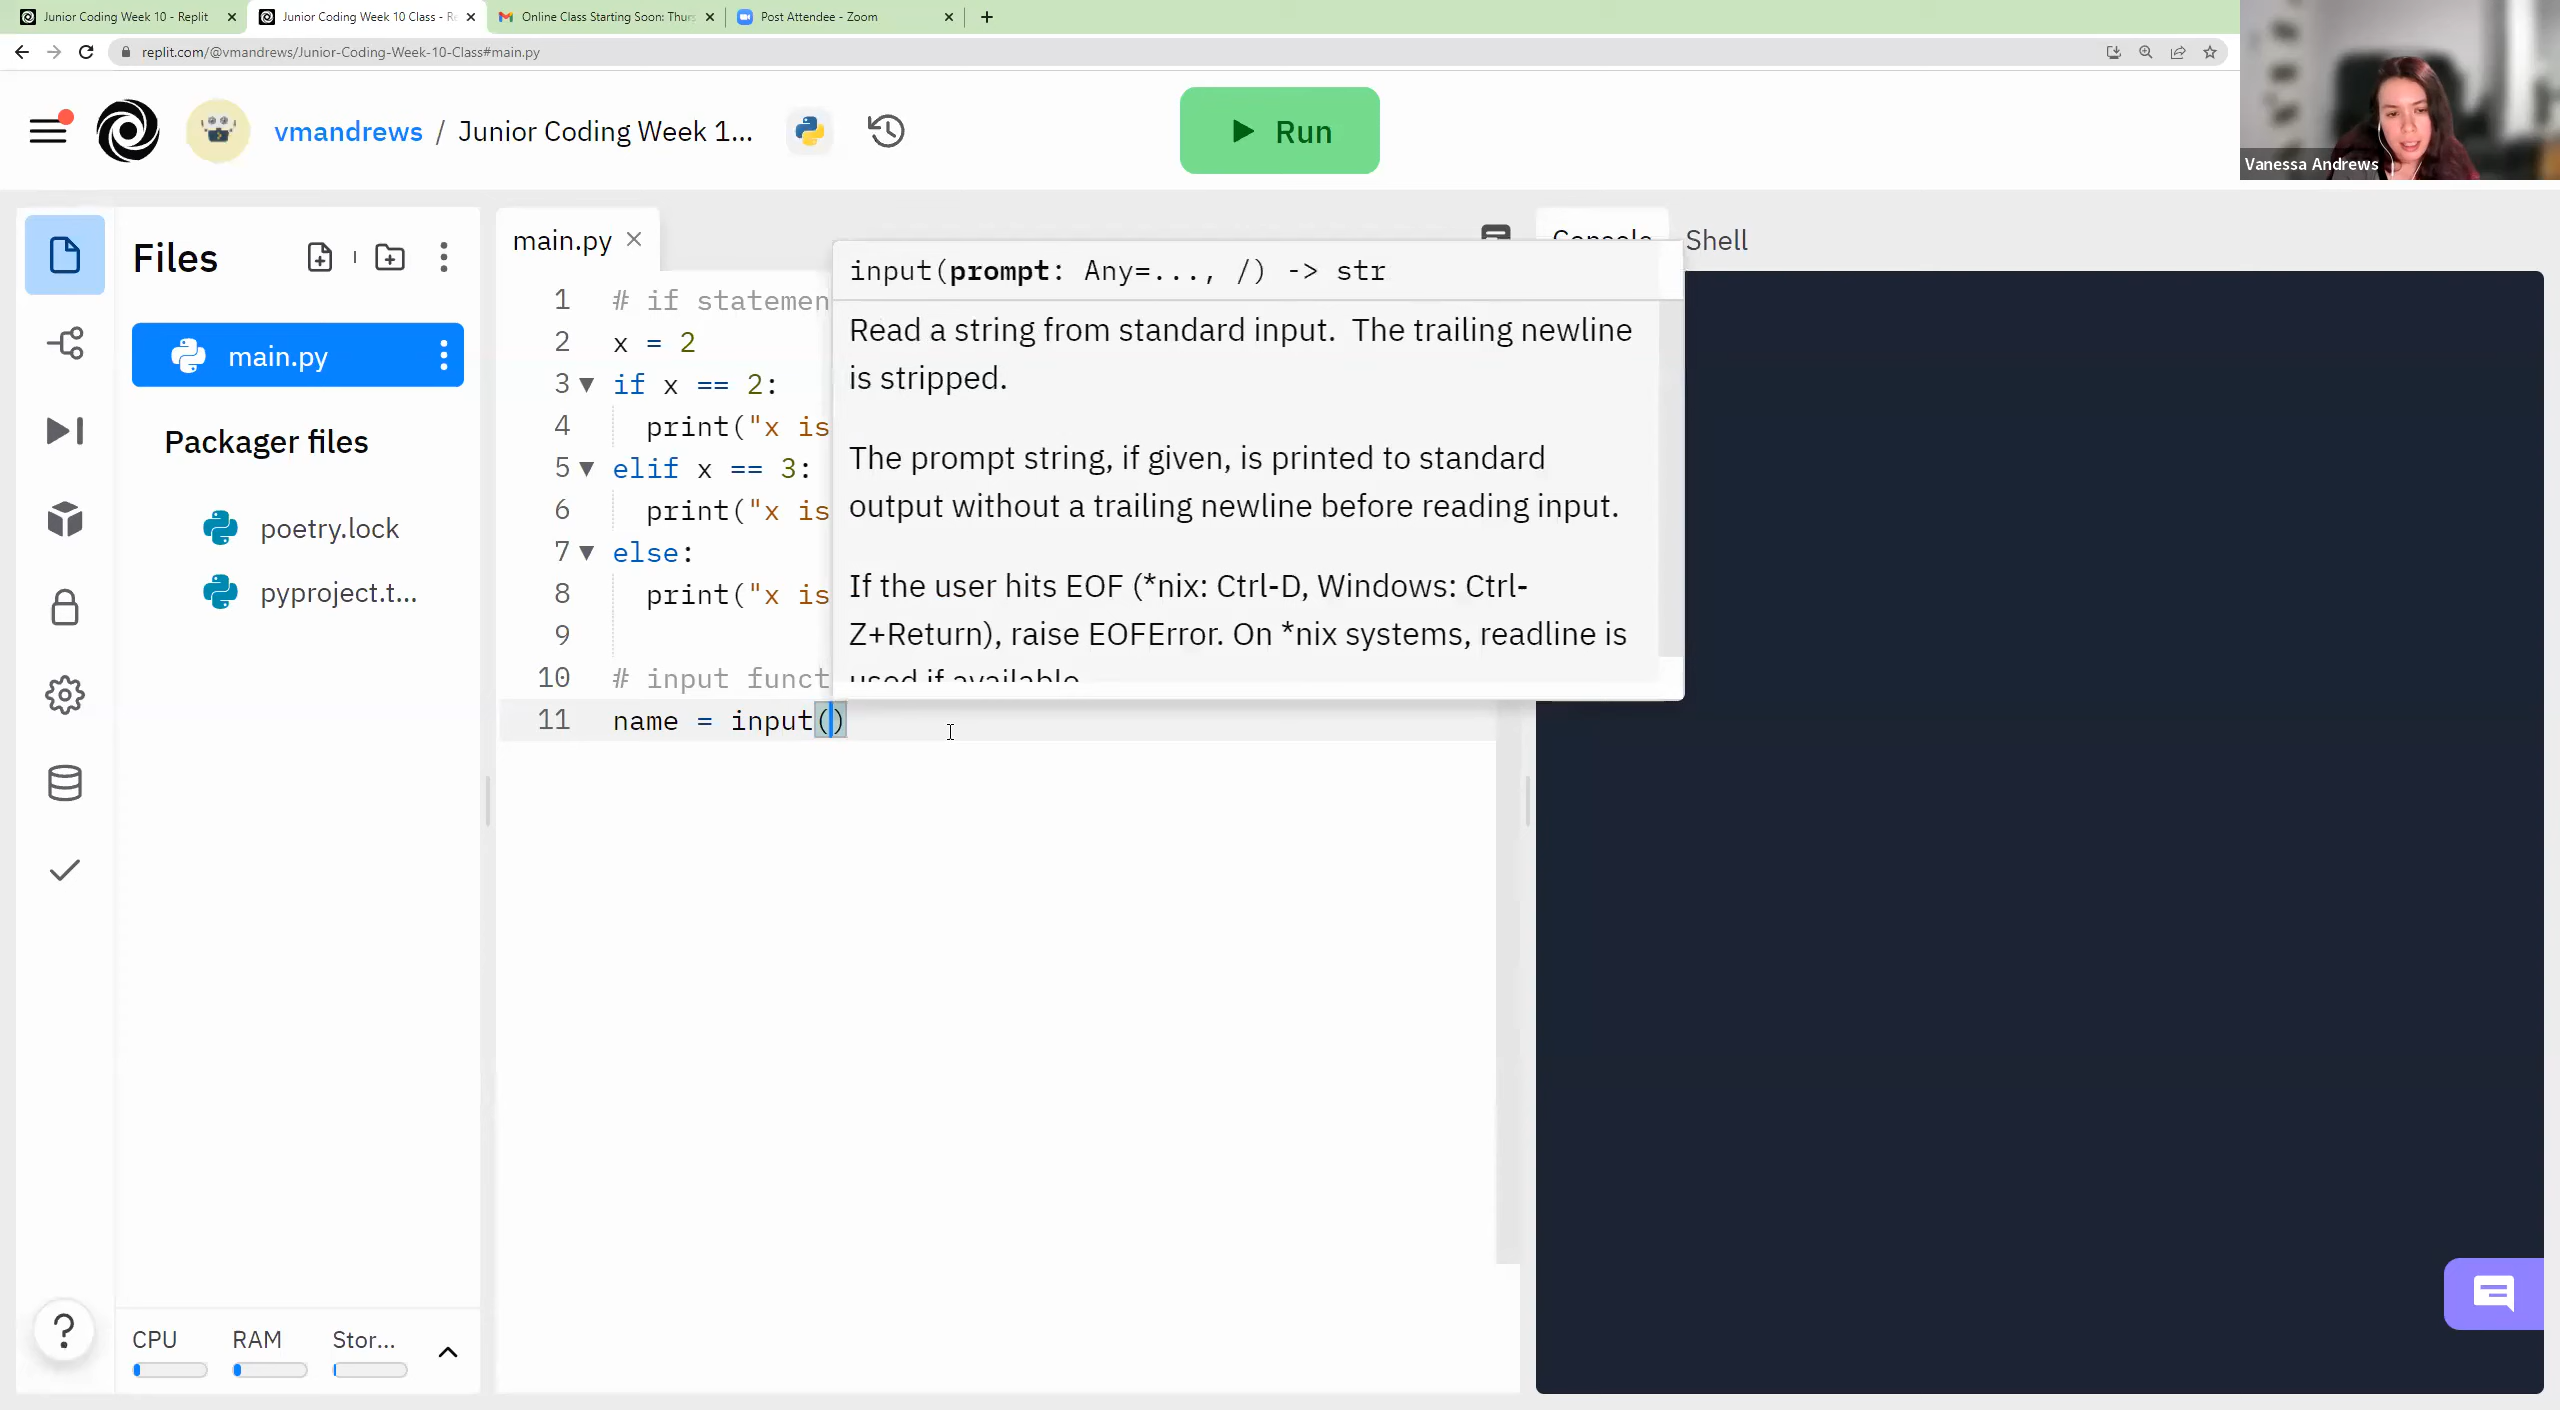 Junior Coding Week 10 - Replit
Junior Coding Week 10 Class - Re
Online Class Starting Soon: Thurs
Post Attendee - Zoom
replit.com/@vmandrews/Junior-Coding-Week-10-Class#main.py
vmandrews / Junior Coding Week 1...
Run
Vanessa Andrews
Files
main.py
Packager files
poetry.lock
pyproject.t...
CPU RAM Stor...
main.py
1 # if statemen
2 x = 2
3 if x == 2:
4 print("x is
5 elif x == 3:
6 print("x is
7 else:
8 print("x is
9
10 # input funct
11 name = input()
input(prompt: Any=..., /) -> str
Read a string from standard input. The trailing newline
is stripped.
The prompt string, if given, is printed to standard
output without a trailing newline before reading input.
If the user hits EOF (*nix: Ctrl-D, Windows: Ctrl-
Z+Return), raise EOFError. On *nix systems, readline is
used if available.
Console Shell